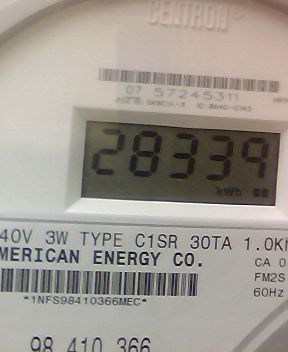 CENTRON®
07 57245311
28339
kWh
40V 3W TYPE C1SR 30TA 1.0K
MERICAN ENERGY CO.
CA 0
FM2S
60Hz
*1NFS98410366MEC*
98 410 366